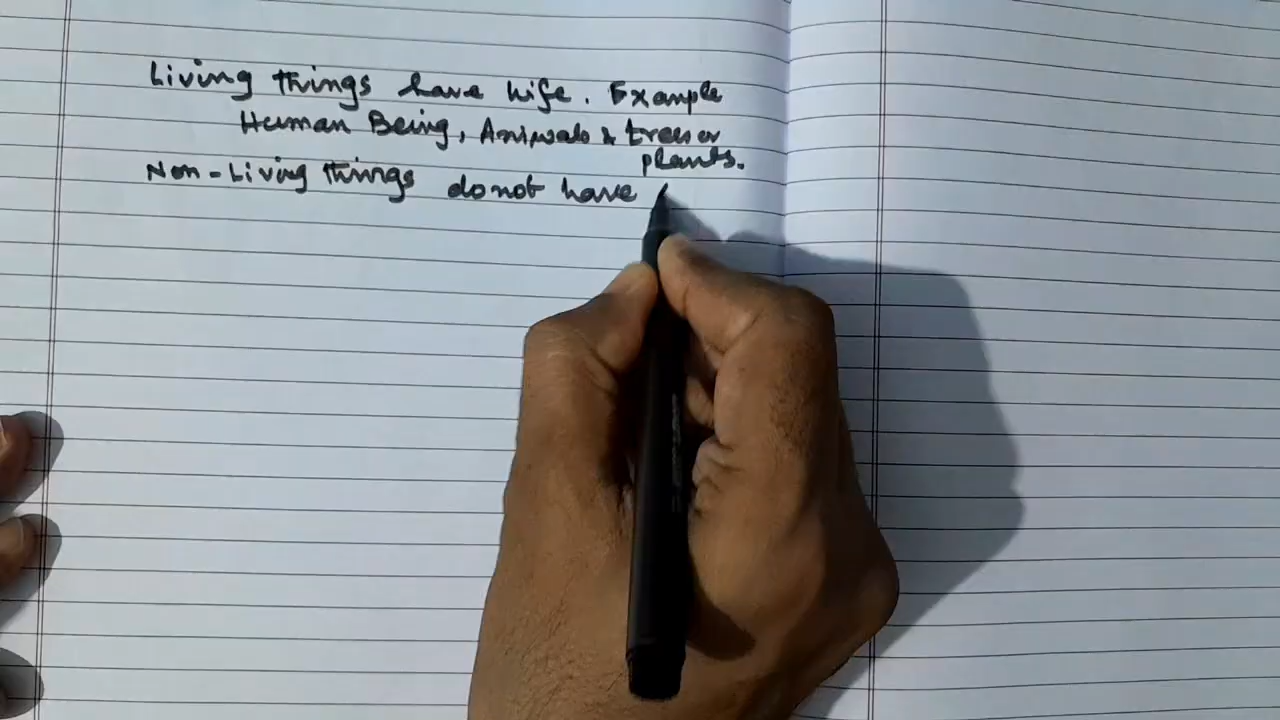 Living things have life. Example
Human Being, Animals & trees or
plants.
Non-Living things do not have